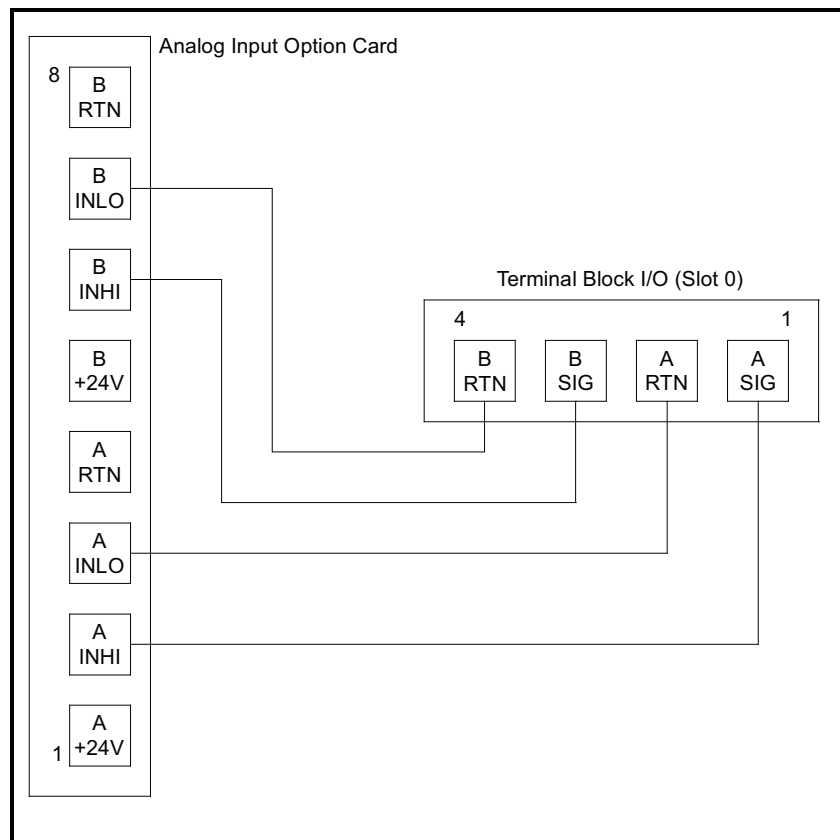 Analog Input Option Card
8
B
RTN
B
INLO
B
INHI
B
+24V
A
RTN
A
INLO
A
INHI
A
+24V
1
Terminal Block I/O (Slot 0)
4
1
B
RTN
B
SIG
A
RTN
A
SIG